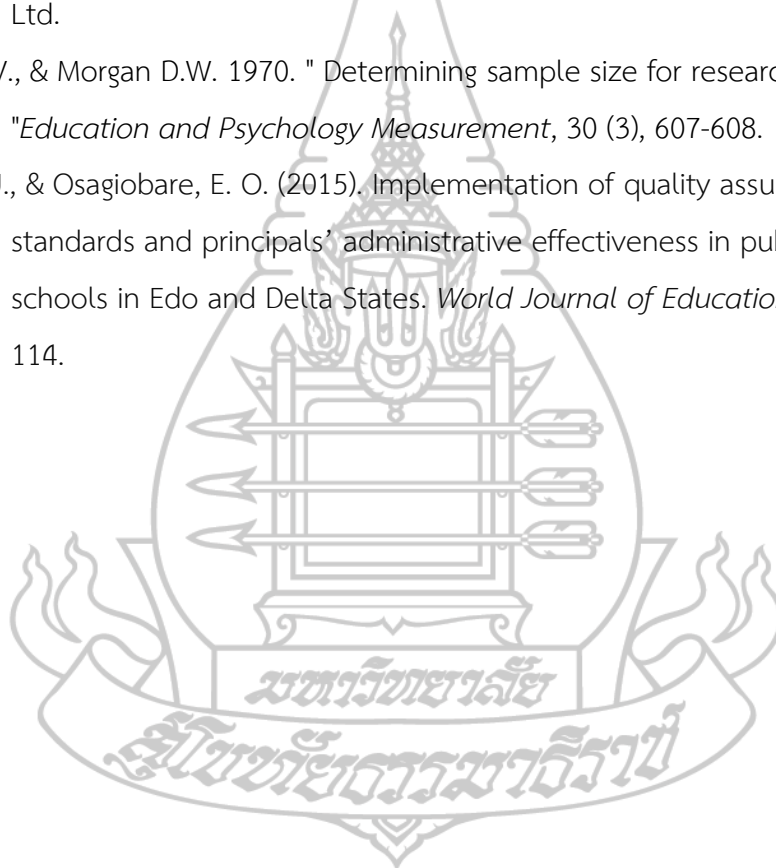 Ltd.
V., & Morgan D.W. 1970. " Determining sample size for resear
"Education and Psychology Measurement, 30 (3), 607-608.
J., & Osagiobare, E. O. (2015). Implementation of quality assu
standards and principals' administrative effectiveness in pu
schools in Edo and Delta States. World Journal of Educatio
114.
มหาวิทยาลัย
สุโขทัยธรรมาธิราช